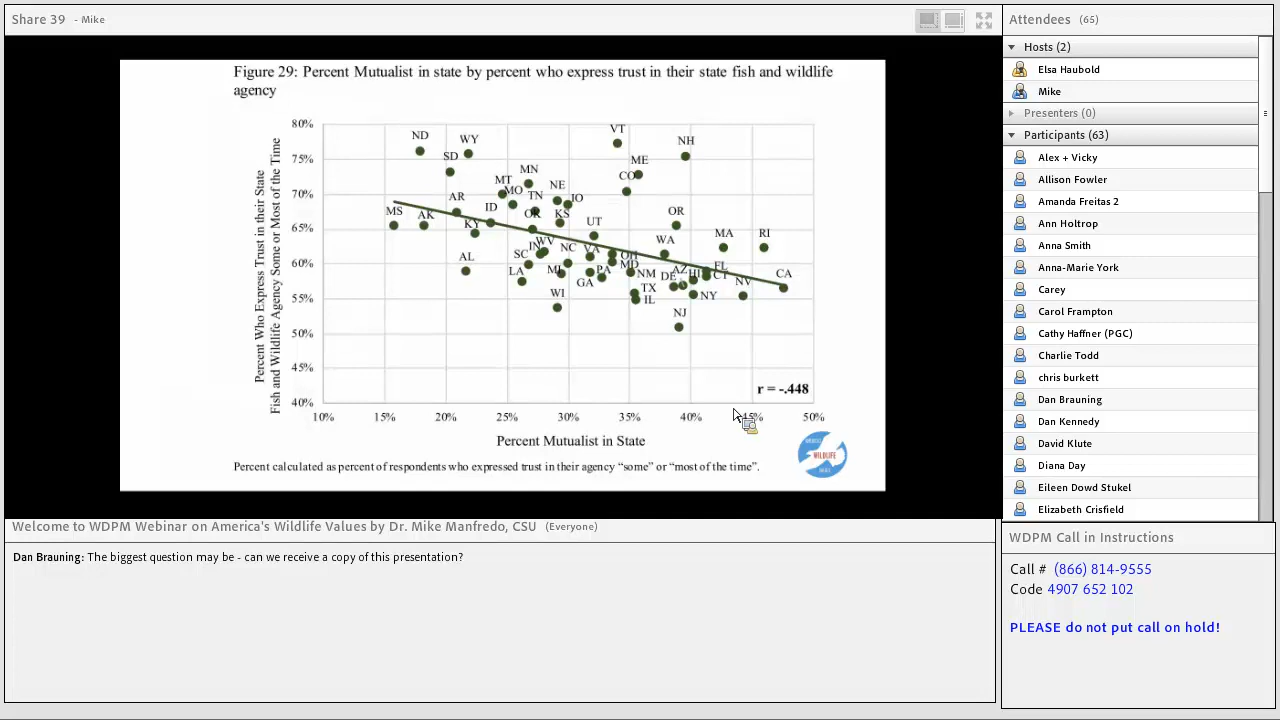 Share 39 - Mike
Figure 29: Percent Mutualist in state by percent who express trust in their state fish and wildlife
agency
Percent Who Express Trust in their State
Fish and Wildlife Agency Some or Most of the Time
80%
75%
70%
65%
60%
55%
50%
45%
40%
VT
ND
WY
NH
SD
ME
MN
CO
MT
MO
TN
NE
IO
AR
ID
MS
AK
KY
OK
KS
UT
OR
WA
MA
RI
AL
SC
IN
WV
NC
VA
OH
MD
LA
MI
GA
PA
NM
DE
AZ
HI
FL
CT
NV
CA
WI
TX
IL
NY
NJ
r = -.448
10%
15%
20%
25%
30%
35%
40%
45%
50%
Percent Mutualist in State
Percent calculated as percent of respondents who expressed trust in their agency “some” or “most of the time”.
WILDLIFE
Welcome to WDPM Webinar on America's Wildlife Values by Dr. Mike Manfredo, CSU (Everyone)
Dan Brauning: The biggest question may be - can we receive a copy of this presentation?
Attendees (65)
Hosts (2)
Elsa Haubold
Mike
Presenters (0)
Participants (63)
Alex + Vicky
Allison Fowler
Amanda Freitas 2
Ann Holtrop
Anna Smith
Anna-Marie York
Carey
Carol Frampton
Cathy Haffner (PGC)
Charlie Todd
chris burkett
Dan Brauning
Dan Kennedy
David Klute
Diana Day
Eileen Dowd Stukel
Elizabeth Crisfield
WDPM Call in Instructions
Call # (866) 814-9555
Code 4907 652 102
PLEASE do not put call on hold!